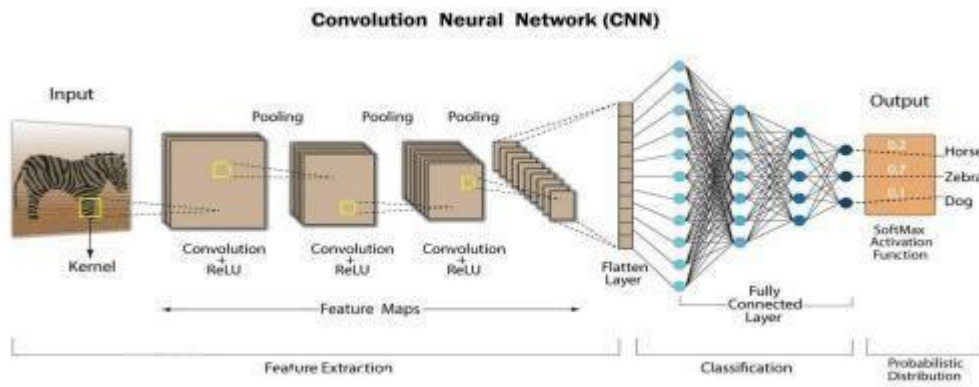 Convolution Neural Network (CNN)
Input
Output
Pooling
Pooling
Pooling
0.2
0.7
0.1
Horse
Zebra
Dog
Kernel
Convolution
+
ReLU
Convolution
+
ReLU
Convolution
+
ReLU
Flatten
Layer
SoftMax
Activation
Function
Fully
Connected
Layer
Feature Maps
Feature Extraction
Classification
Probabilistic
Distribution